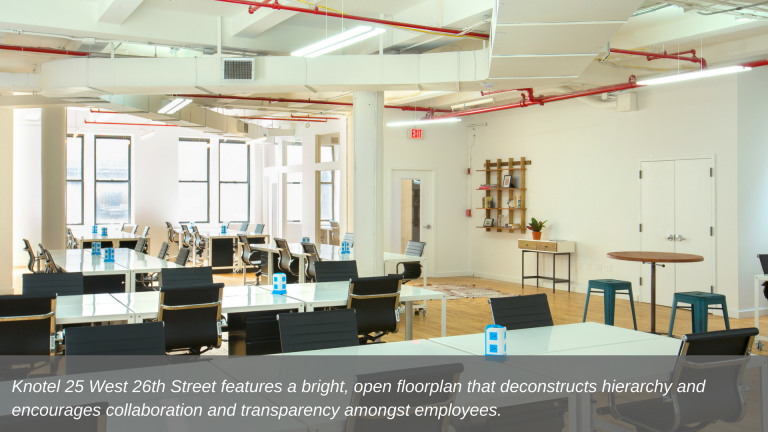 EXIT
Knotel 25 West 26th Street features a bright, open floorplan that deconstructs hierarchy and
encourages collaboration and transparency amongst employees.